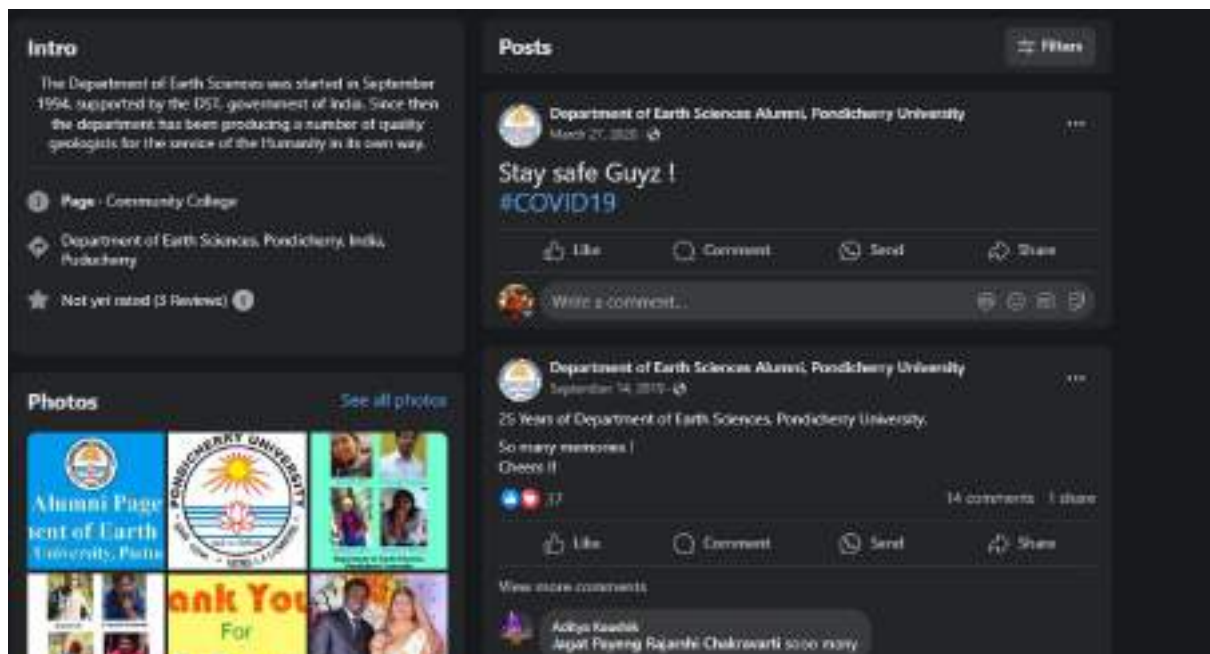 Intro
The Department of Earth Sciences was started in September
1994, supported by the DST, government of India. Since then
the department has been producing a number of quality
geologists for the service of the Humanity in its own way.
Page · Community College
Department of Earth Sciences, Pondicherry, India,
Puducherry
Not yet rated (3 Reviews)
Photos
See all photos
Alumni Page
ent of Earth
University,
PONDICHERRY UNIVERSITY
ank You
For
Posts
Filters
Department of Earth Sciences Alumni, Pondicherry University
March 27, 2020
Stay safe Guyz !
#COVID19
Like
Comment
Send
Share
Write a comment...
Department of Earth Sciences Alumni, Pondicherry University
September 14, 2019
25 Years of Department of Earth Sciences, Pondicherry University.
So many memories !
Cheers !!
37
14 comments
1 share
Like
Comment
Send
Share
View more comments
Aditya Kaushik
Jagat Payeng Rajarshi Chakravarti sooo many